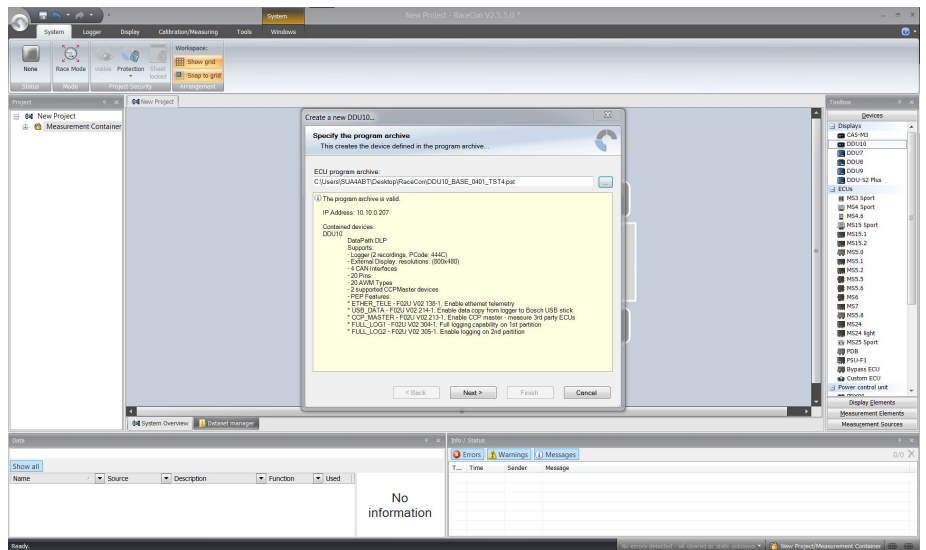 System
New Project - RaceCon V2.5.5.0 *
System
Logger
Display
Calibration/Measuring
Tools
Windows
None
Race Mode
visible
Protection
Sheet locked
Workspace:
Show grid
Snap to grid
Status
Mode
Project Security
Arrangement
Project
New Project
Measurement Container
New Project
Create a new DDU10...
Specify the program archive
This creates the device defined in the program archive...
ECU program archive:
C:\Users\SUA4ABT\Desktop\RaceCon\DDU10_BASE_0401_TST4.pst
...
The program archive is valid.
IP Address: 10.10.0.207
Contained devices:
DDU10
DataPath:DLP
Supports:
- Logger (2 recordings, PCode: 444C)
- External Display, resolutions: (800x480)
- 4 CAN Interfaces
- 20 Pins
- 20 AWM Types
- 2 supported CCPMaster devices
- PEP Features:
* ETHER_TELE - F02U V02 138-1, Enable ethernet telemetry
* USB_DATA - F02U V02 214-1, Enable data copy from logger to Bosch USB stick
* CCP_MASTER - F02U V02 213-1, Enable CCP master - measure 3rd party ECUs
* FULL_LOG1 - F02U V02 304-1, Full logging capability on 1st partition
* FULL_LOG2 - F02U V02 305-1, Enable logging on 2nd partition
< Back
Next >
Finish
Cancel
Toolbox
Devices
Displays
CAS-M3
DDU10
DDU7
DDU8
DDU9
DDU-S2 Plus
ECUs
MS3 Sport
MS4 Sport
MS4.6
MS15 Sport
MS15.1
MS15.2
MS5.0
MS5.1
MS5.2
MS5.5
MS5.6
MS6
MS7
MS5.8
MS24
MS24 light
MS25 Sport
PDB
PSU-F1
Bypass ECU
Custom ECU
Power control unit
Display Elements
Measurement Elements
Measurement Sources
System Overview
Dataset manager
Data
Show all
Name
Source
Description
Function
Used
No
information
Info / Status
Errors
Warnings
Messages
0/0
T...
Time
Sender
Message
Ready.
No errors detected - all cleared or state unknown
New Project/Measurement Container